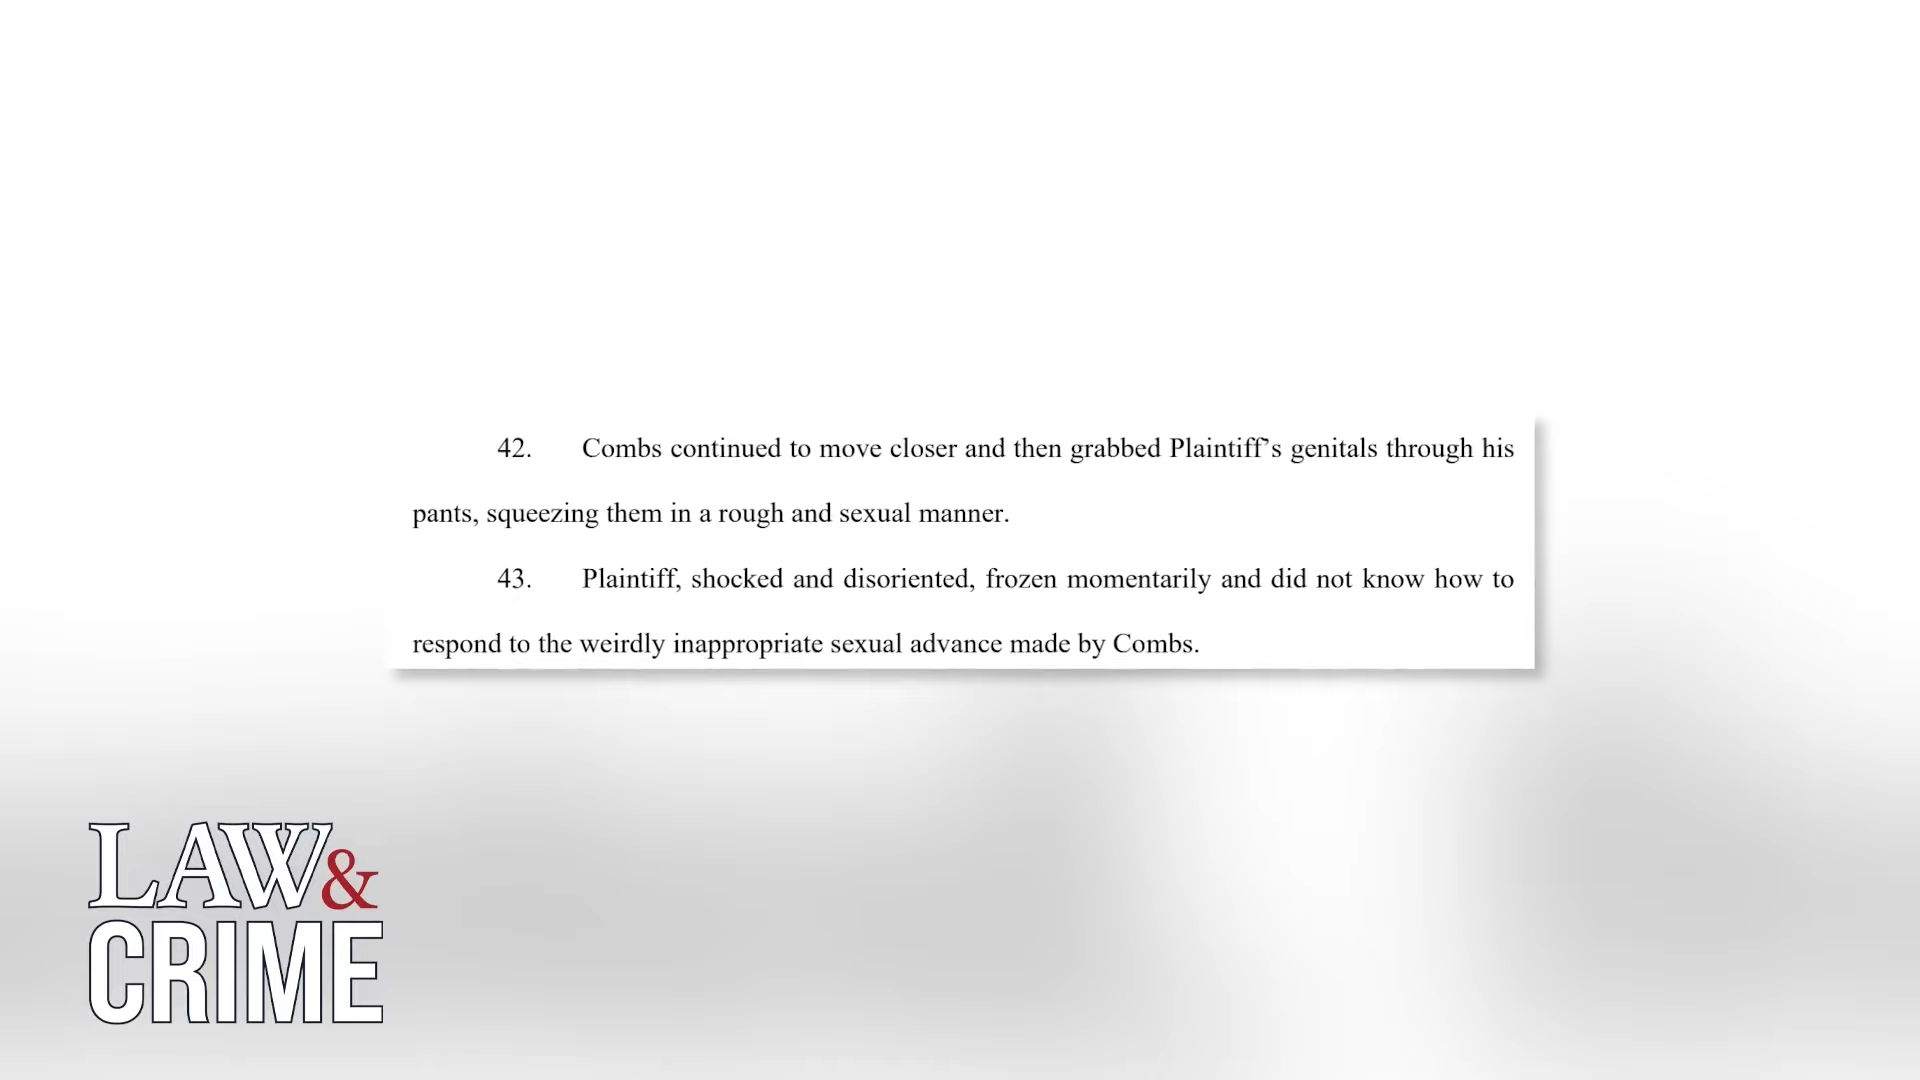 42. Combs continued to move closer and then grabbed Plaintiff’s genitals through his
pants, squeezing them in a rough and sexual manner.
43. Plaintiff, shocked and disoriented, frozen momentarily and did not know how to
respond to the weirdly inappropriate sexual advance made by Combs.
LAW&
CRIME